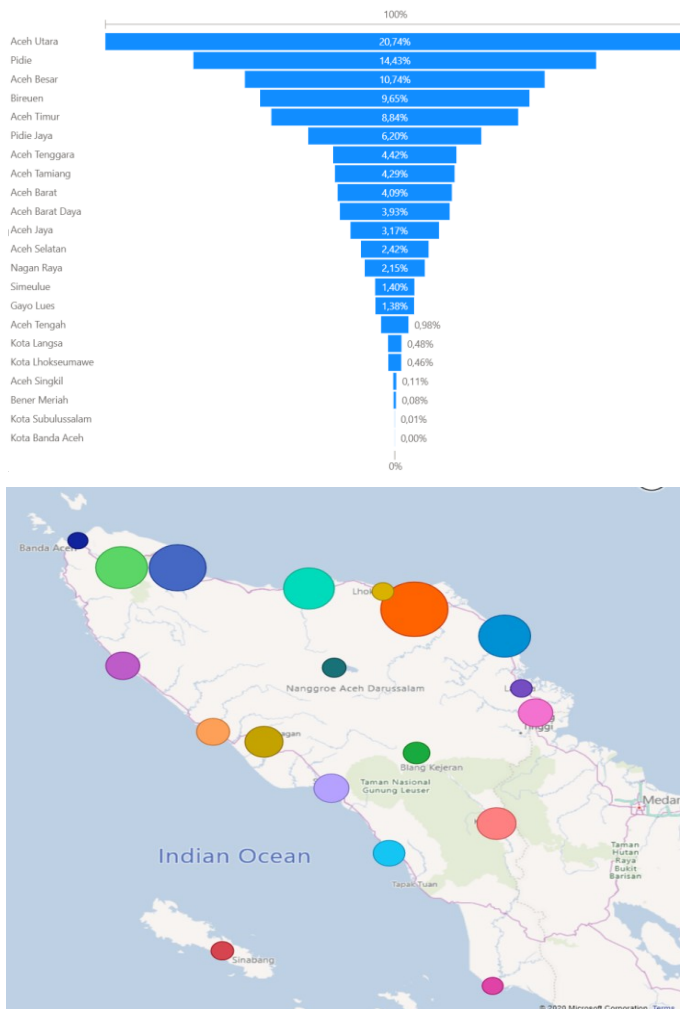 100%
Aceh Utara 20,74%
Pidie 14,43%
Aceh Besar 10,74%
Bireuen 9,65%
Aceh Timur 8,84%
Pidie Jaya 6,20%
Aceh Tenggara 4,42%
Aceh Tamiang 4,29%
Aceh Barat 4,09%
Aceh Barat Daya 3,93%
Aceh Jaya 3,17%
Aceh Selatan 2,42%
Nagan Raya 2,15%
Simeulue 1,40%
Gayo Lues 1,38%
Aceh Tengah 0,98%
Kota Langsa 0,48%
Kota Lhokseumawe 0,46%
Aceh Singkil 0,11%
Bener Meriah 0,08%
Kota Subulussalam 0,01%
Kota Banda Aceh 0,00%
0%
Banda Aceh
Lhok
Nanggroe Aceh Darussalam
Blang Kejeran
Taman Nasional
Gunung Leuser
Medan
Taman
Hutan
Raya
Bukit
Barisan
Indian Ocean
Tapak Tuan
Sinabang
© 2020 Microsoft Corporation Terms